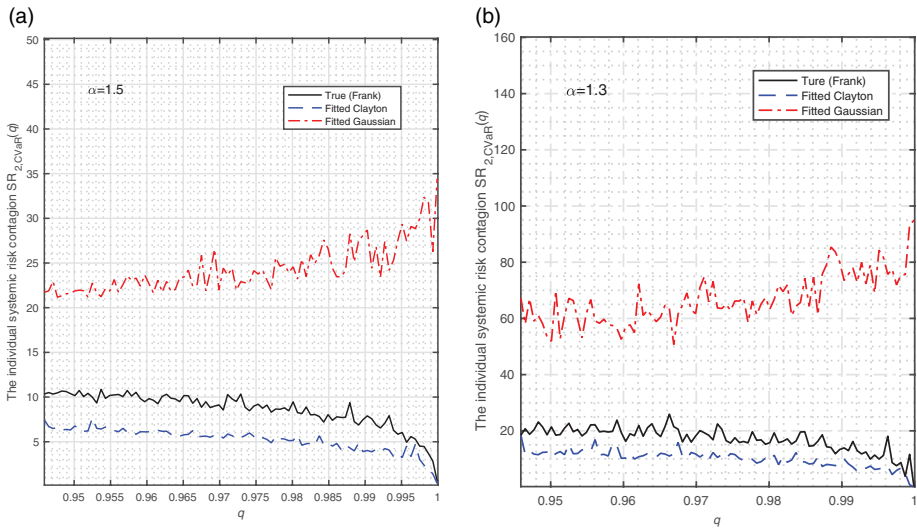 (a)
50
45
40
35
30
25
20
15
10
5
The individual systemic risk contagion SR2,CVaR(q)
α=1.5
True (Frank)
Fitted Clayton
Fitted Gaussian
0.95 0.955 0.96 0.965 0.97 0.975 0.98 0.985 0.99 0.995 1
q
(b)
160
140
120
100
80
60
40
20
The individual systemic risk contagion SR2,CVaR(q)
α=1.3
Ture (Frank)
Fitted Clayton
Fitted Gaussian
0.95 0.96 0.97 0.98 0.99 1
q